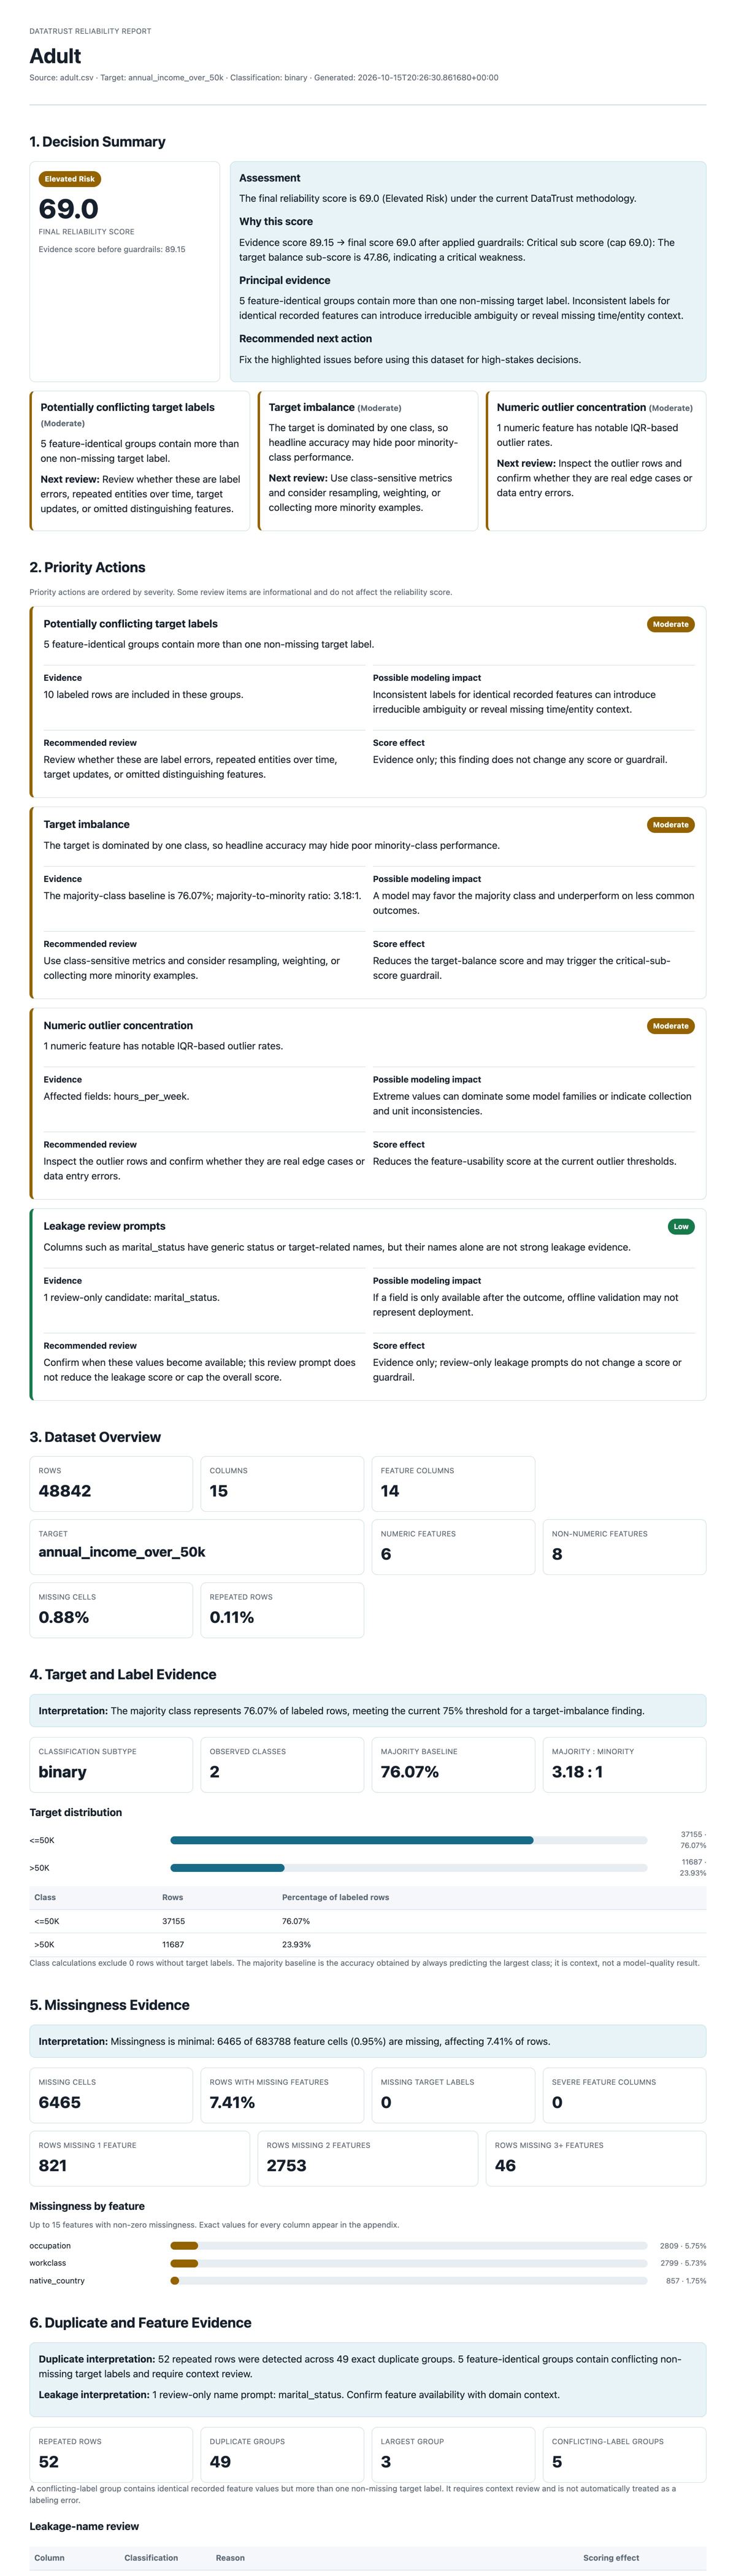 DATATRUST RELIABILITY REPORT
Adult
Source: adult.csv · Target: annual_income_over_50k · Classification: binary · Generated: 2026-10-15T20:26:30.861680+00:00
1. Decision Summary
Elevated Risk
69.0
FINAL RELIABILITY SCORE
Evidence score before guardrails: 89.15
Assessment
The final reliability score is 69.0 (Elevated Risk) under the current DataTrust methodology.
Why this score
Evidence score 89.15 → final score 69.0 after applied guardrails: Critical sub score (cap 69.0): The
target balance sub-score is 47.86, indicating a critical weakness.
Principal evidence
5 feature-identical groups contain more than one non-missing target label. Inconsistent labels for
identical recorded features can introduce irreducible ambiguity or reveal missing time/entity context.
Recommended next action
Fix the highlighted issues before using this dataset for high-stakes decisions.
Potentially conflicting target labels
(Moderate)
5 feature-identical groups contain more than
one non-missing target label.
Next review: Review whether these are label
errors, repeated entities over time, target
updates, or omitted distinguishing features.
Target imbalance (Moderate)
The target is dominated by one class, so
headline accuracy may hide poor minority-
class performance.
Next review: Use class-sensitive metrics
and consider resampling, weighting, or
collecting more minority examples.
Numeric outlier concentration (Moderate)
1 numeric feature has notable IQR-based
outlier rates.
Next review: Inspect the outlier rows and
confirm whether they are real edge cases or
data entry errors.
2. Priority Actions
Priority actions are ordered by severity. Some review items are informational and do not affect the reliability score.
Potentially conflicting target labels
Moderate
5 feature-identical groups contain more than one non-missing target label.
Evidence
10 labeled rows are included in these groups.
Possible modeling impact
Inconsistent labels for identical recorded features can introduce
irreducible ambiguity or reveal missing time/entity context.
Recommended review
Review whether these are label errors, repeated entities over time,
target updates, or omitted distinguishing features.
Score effect
Evidence only; this finding does not change any score or guardrail.
Target imbalance
Moderate
The target is dominated by one class, so headline accuracy may hide poor minority-class performance.
Evidence
The majority-class baseline is 76.07%; majority-to-minority ratio: 3.18:1.
Possible modeling impact
A model may favor the majority class and underperform on less common
outcomes.
Recommended review
Use class-sensitive metrics and consider resampling, weighting, or
collecting more minority examples.
Score effect
Reduces the target-balance score and may trigger the critical-sub-
score guardrail.
Numeric outlier concentration
Moderate
1 numeric feature has notable IQR-based outlier rates.
Evidence
Affected fields: hours_per_week.
Possible modeling impact
Extreme values can dominate some model families or indicate collection
and unit inconsistencies.
Recommended review
Inspect the outlier rows and confirm whether they are real edge cases or
data entry errors.
Score effect
Reduces the feature-usability score at the current outlier thresholds.
Leakage review prompts
Low
Columns such as marital_status have generic status or target-related names, but their names alone are not strong leakage evidence.
Evidence
1 review-only candidate: marital_status.
Possible modeling impact
If a field is only available after the outcome, offline validation may not
represent deployment.
Recommended review
Confirm when these values become available; this review prompt does
not reduce the leakage score or cap the overall score.
Score effect
Evidence only; review-only leakage prompts do not change a score or
guardrail.
3. Dataset Overview
ROWS
48842
COLUMNS
15
FEATURE COLUMNS
14
TARGET
annual_income_over_50k
NUMERIC FEATURES
6
NON-NUMERIC FEATURES
8
MISSING CELLS
0.88%
REPEATED ROWS
0.11%
4. Target and Label Evidence
Interpretation: The majority class represents 76.07% of labeled rows, meeting the current 75% threshold for a target-imbalance finding.
CLASSIFICATION SUBTYPE
binary
OBSERVED CLASSES
2
MAJORITY BASELINE
76.07%
MAJORITY : MINORITY
3.18 : 1
Target distribution
<=50K
37155 ·
76.07%
>50K
11687 ·
23.93%
Class Rows Percentage of labeled rows
<=50K 37155 76.07%
>50K 11687 23.93%
Class calculations exclude 0 rows without target labels. The majority baseline is the accuracy obtained by always predicting the largest class; it is context, not a model-quality result.
5. Missingness Evidence
Interpretation: Missingness is minimal: 6465 of 683788 feature cells (0.95%) are missing, affecting 7.41% of rows.
MISSING CELLS
6465
ROWS WITH MISSING FEATURES
7.41%
MISSING TARGET LABELS
0
SEVERE FEATURE COLUMNS
0
ROWS MISSING 1 FEATURE
821
ROWS MISSING 2 FEATURES
2753
ROWS MISSING 3+ FEATURES
46
Missingness by feature
Up to 15 features with non-zero missingness. Exact values for every column appear in the appendix.
occupation 2809 · 5.75%
workclass 2799 · 5.73%
native_country 857 · 1.75%
6. Duplicate and Feature Evidence
Duplicate interpretation: 52 repeated rows were detected across 49 exact duplicate groups. 5 feature-identical groups contain conflicting non-
missing target labels and require context review.
Leakage interpretation: 1 review-only name prompt: marital_status. Confirm feature availability with domain context.
REPEATED ROWS
52
DUPLICATE GROUPS
49
LARGEST GROUP
3
CONFLICTING-LABEL GROUPS
5
A conflicting-label group contains identical recorded feature values but more than one non-missing target label. It requires context review and is not automatically treated as a
labeling error.
Leakage-name review
Column Classification Reason Scoring effect